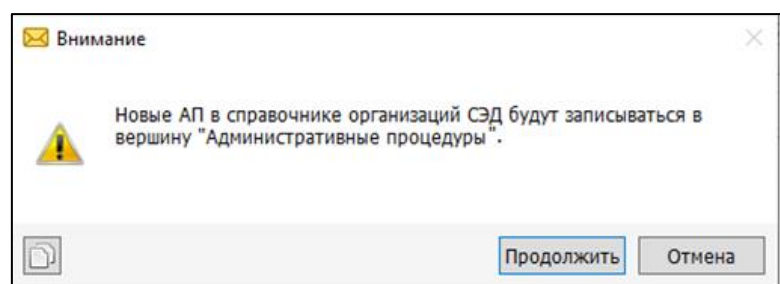 Внимание
Новые АП в справочнике организаций СЭД будут записываться в
вершину "Административные процедуры".
Продолжить
Отмена